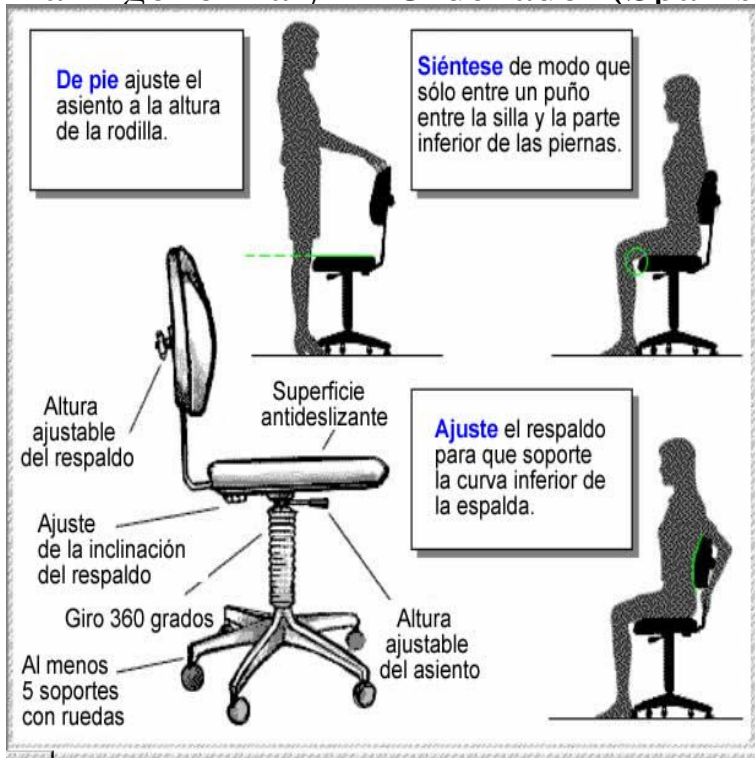 De pie ajuste el
asiento a la altura
de la rodilla.
Siéntese de modo que
sólo entre un puño
entre la silla y la parte
inferior de las piernas.
Altura
ajustable
del respaldo
Superficie
antideslizante
Ajuste el respaldo
para que soporte
la curva inferior de
la espalda.
Ajuste
de la inclinación
del respaldo
Giro 360 grados
Altura
ajustable
del asiento
Al menos
5 soportes
con ruedas